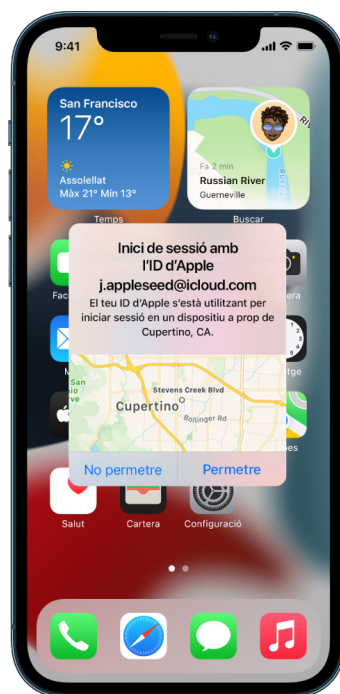 9:41
San Francisco
17°
Assolellat
Màx 21° Mín 13°
Temps
Fa 2 min
Russian River
Guerneville
Buscar
Inici de sessió amb
l'ID d'Apple
j.appleseed@icloud.com
El teu ID d'Apple s'està utilitzant per
iniciar sessió en un dispositiu a prop de
Cupertino, CA.
Stevens Creek Blvd
Cupertino
Bollinger Rd
No permetre
Permetre
Salut
Cartera
Configuració